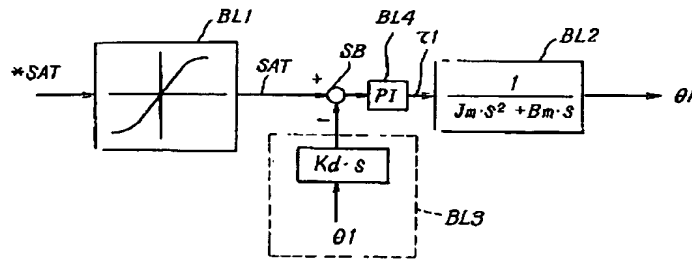 BL1
BL4
BL2
*SAT
SAT
SB
τ1
+
PI
1
Jm·s² +Bm·s
θ1
−
Kd·s
BL3
θ1